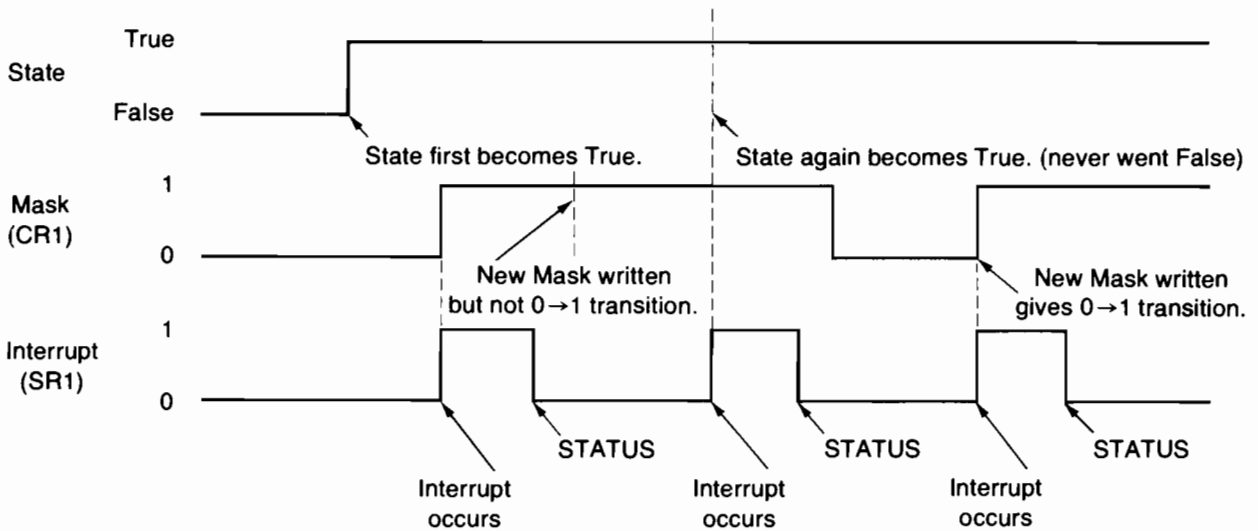 True
State
False
State first becomes True.
State again becomes True. (never went False)
1
Mask
(CR1)
0
New Mask written
but not 0→1 transition.
New Mask written
gives 0→1 transition.
1
Interrupt
(SR1)
0
STATUS
STATUS
STATUS
Interrupt
occurs
Interrupt
occurs
Interrupt
occurs